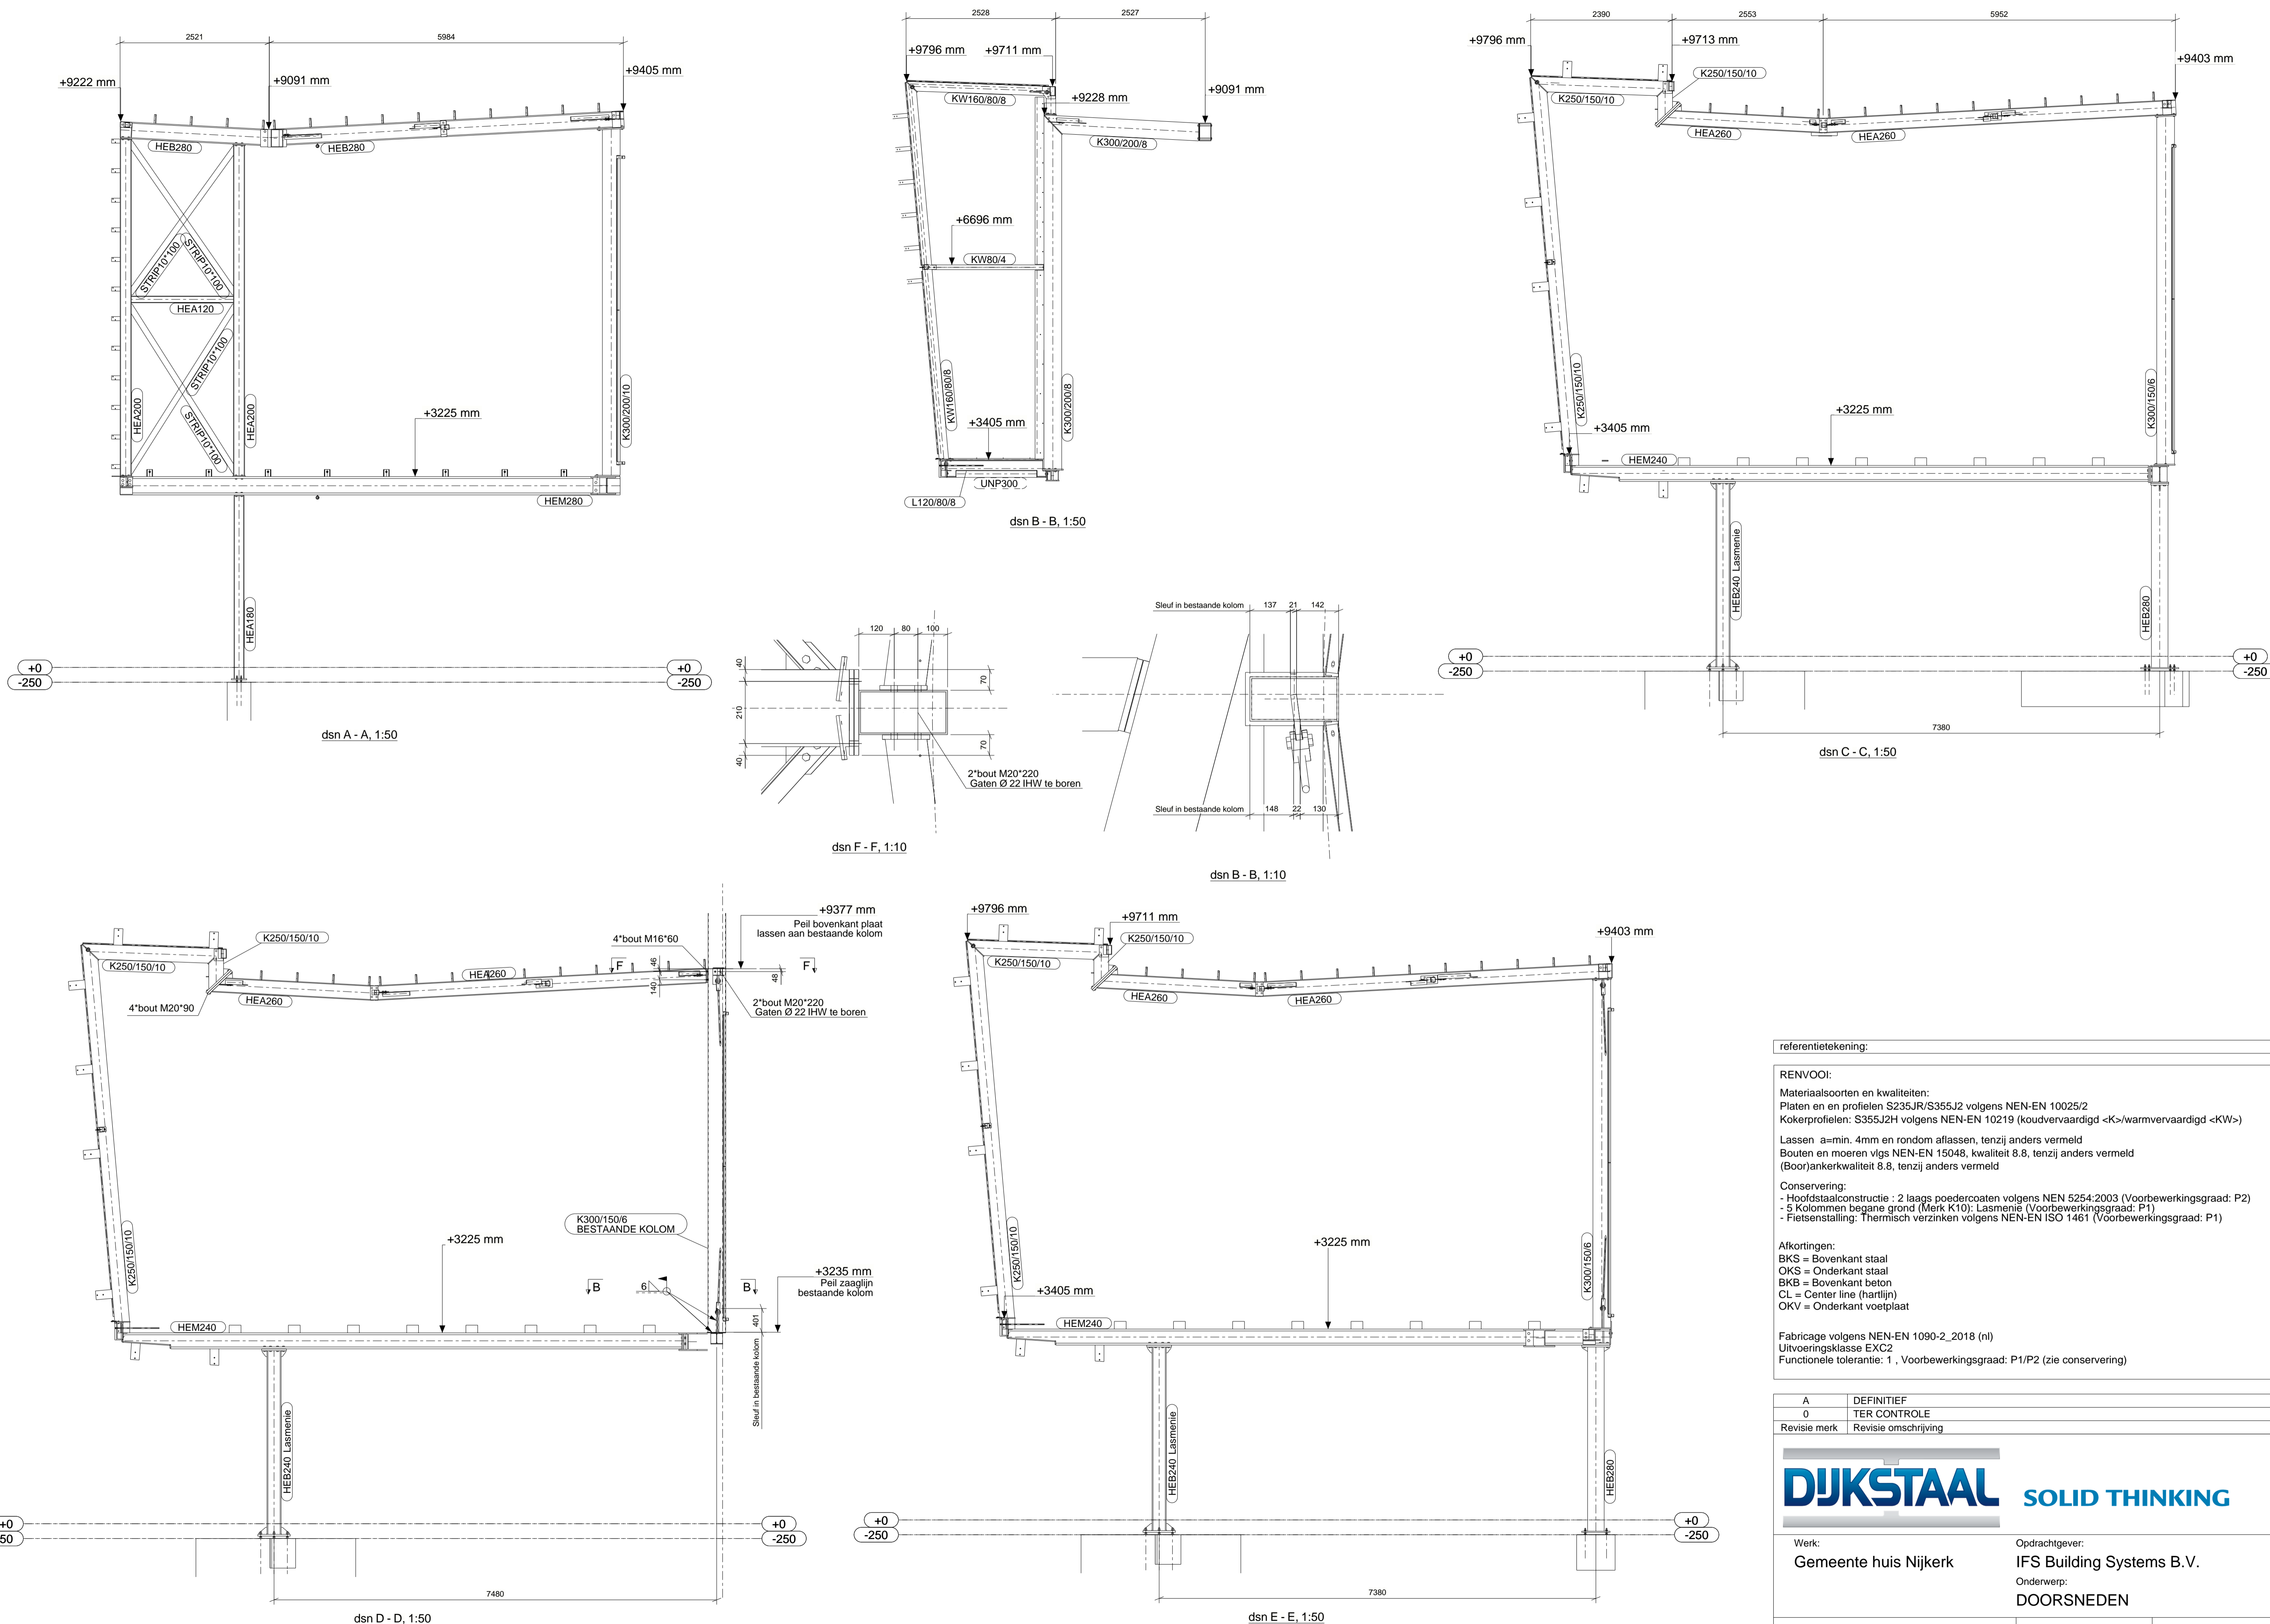 2521
5984
+9222 mm
+9091 mm
+9405 mm
HEB280
HEB280
STRIP10*100
STRIP10*100
HEA120
STRIP10*100
STRIP10*100
HEA200
HEA200
K300/200/10
+3225 mm
HEM280
HEA180
+0
-250
+0
-250
dsn A - A, 1:50
2528
2527
+9796 mm
+9711 mm
KW160/80/8
+9228 mm
+9091 mm
K300/200/8
+6696 mm
KW80/4
KW160/80/8
K300/200/8
+3405 mm
UNP300
L120/80/8
dsn B - B, 1:50
2390
2553
5952
+9796 mm
+9713 mm
+9403 mm
K250/150/10
K250/150/10
HEA260
HEA260
K250/150/10
K300/150/6
+3405 mm
+3225 mm
HEM240
HEB240 Lasmenie
HEB280
+0
-250
+0
-250
7380
dsn C - C, 1:50
120
80
100
40
210
40
70
70
2*bout M20*220
Gaten Ø 22 IHW te boren
dsn F - F, 1:10
Sleuf in bestaande kolom
137
21
142
Sleuf in bestaande kolom
148
22
130
dsn B - B, 1:10
K250/150/10
K250/150/10
4*bout M20*90
HEA260
HEA260
4*bout M16*60
F
F
46
140
48
+9377 mm
Peil bovenkant plaat
lassen aan bestaande kolom
2*bout M20*220
Gaten Ø 22 IHW te boren
K250/150/10
K300/150/6
BESTAANDE KOLOM
+3225 mm
+3235 mm
Peil zaaglijn
bestaande kolom
B
B
6
401
Sleuf in bestaande kolom
HEM240
HEB240 Lasmenie
+0
50
+0
-250
7480
dsn D - D, 1:50
+9796 mm
+9711 mm
+9403 mm
K250/150/10
K250/150/10
HEA260
HEA260
K250/150/10
K300/150/6
+3405 mm
+3225 mm
HEM240
HEB240 Lasmenie
HEB280
+0
-250
+0
-250
7380
dsn E - E, 1:50
referentietekening:
RENVOOI:
Materiaalsoorten en kwaliteiten:
Platen en en profielen S235JR/S355J2 volgens NEN-EN 10025/2
Kokerprofielen: S355J2H volgens NEN-EN 10219 (koudvervaardigd <K>/warmvervaardigd <KW>)
Lassen a=min. 4mm en rondom aflassen, tenzij anders vermeld
Bouten en moeren vlgs NEN-EN 15048, kwaliteit 8.8, tenzij anders vermeld
(Boor)ankerkwaliteit 8.8, tenzij anders vermeld
Conservering:
- Hoofdstaalconstructie : 2 laags poedercoaten volgens NEN 5254:2003 (Voorbewerkingsgraad: P2)
- 5 Kolommen begane grond (Merk K10): Lasmenie (Voorbewerkingsgraad: P1)
- Fietsenstalling: Thermisch verzinken volgens NEN-EN ISO 1461 (Voorbewerkingsgraad: P1)
Afkortingen:
BKS = Bovenkant staal
OKS = Onderkant staal
BKB = Bovenkant beton
CL = Center line (hartlijn)
OKV = Onderkant voetplaat
Fabricage volgens NEN-EN 1090-2_2018 (nl)
Uitvoeringsklasse EXC2
Functionele tolerantie: 1 , Voorbewerkingsgraad: P1/P2 (zie conservering)
A DEFINITIEF
0 TER CONTROLE
Revisie merk Revisie omschrijving
DIJKSTAAL SOLID THINKING
Werk: Opdrachtgever:
Gemeente huis Nijkerk IFS Building Systems B.V.
Onderwerp:
DOORSNEDEN